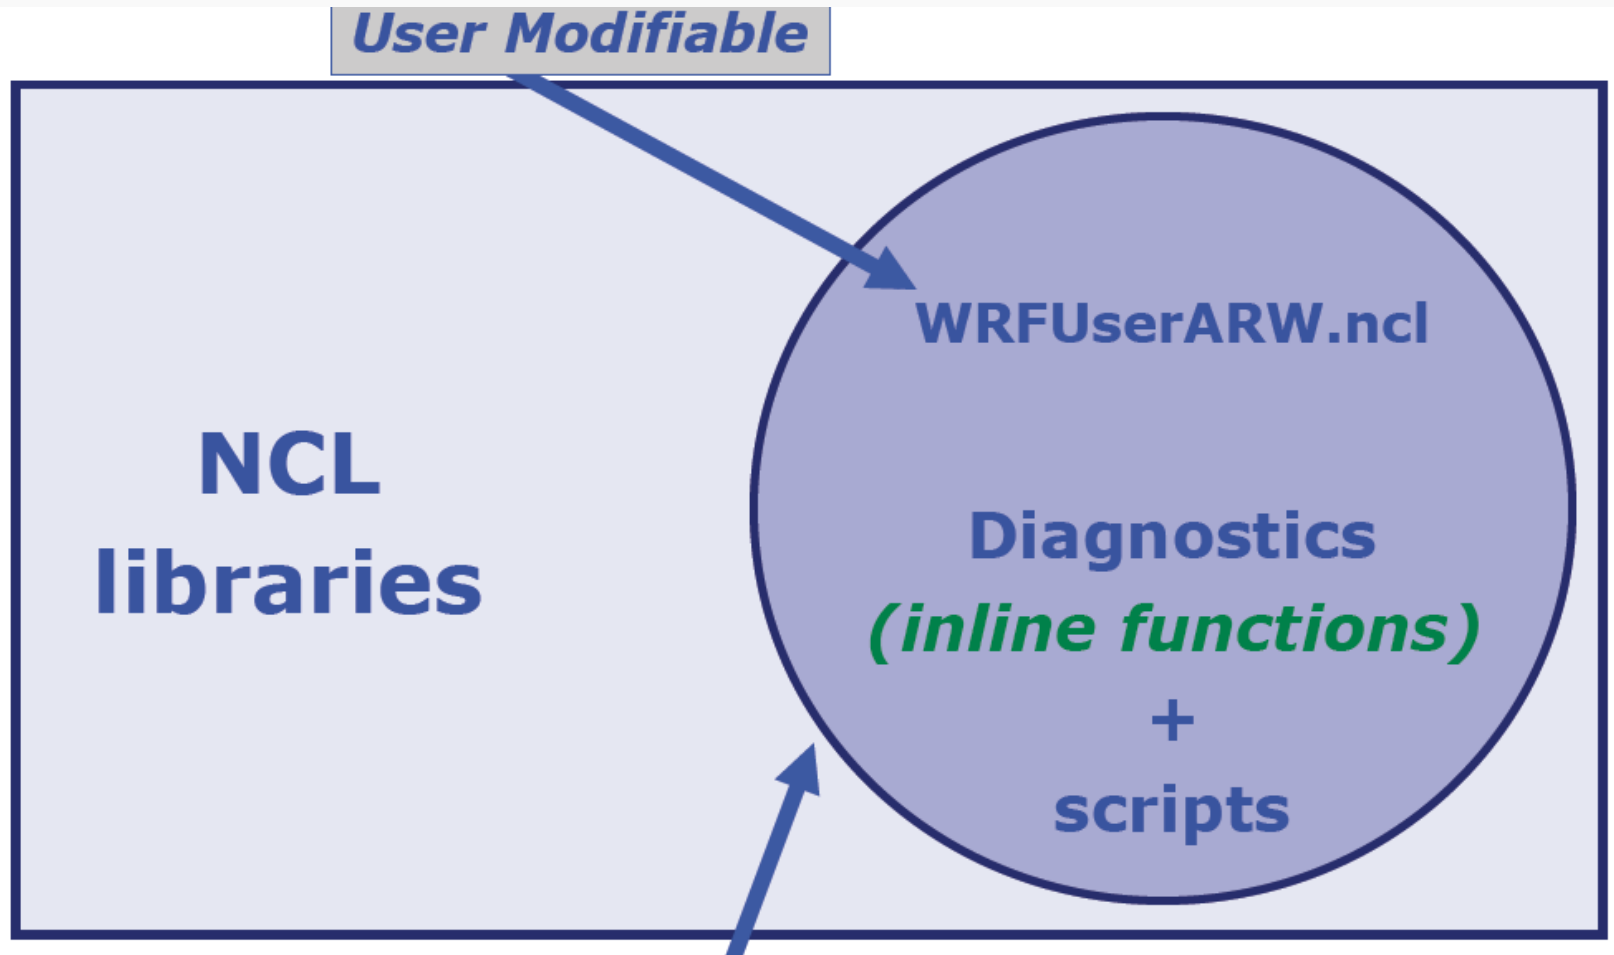 User Modifiable
WRFUserARW.ncl
NCL
libraries
Diagnostics
(inline functions)
+
scripts